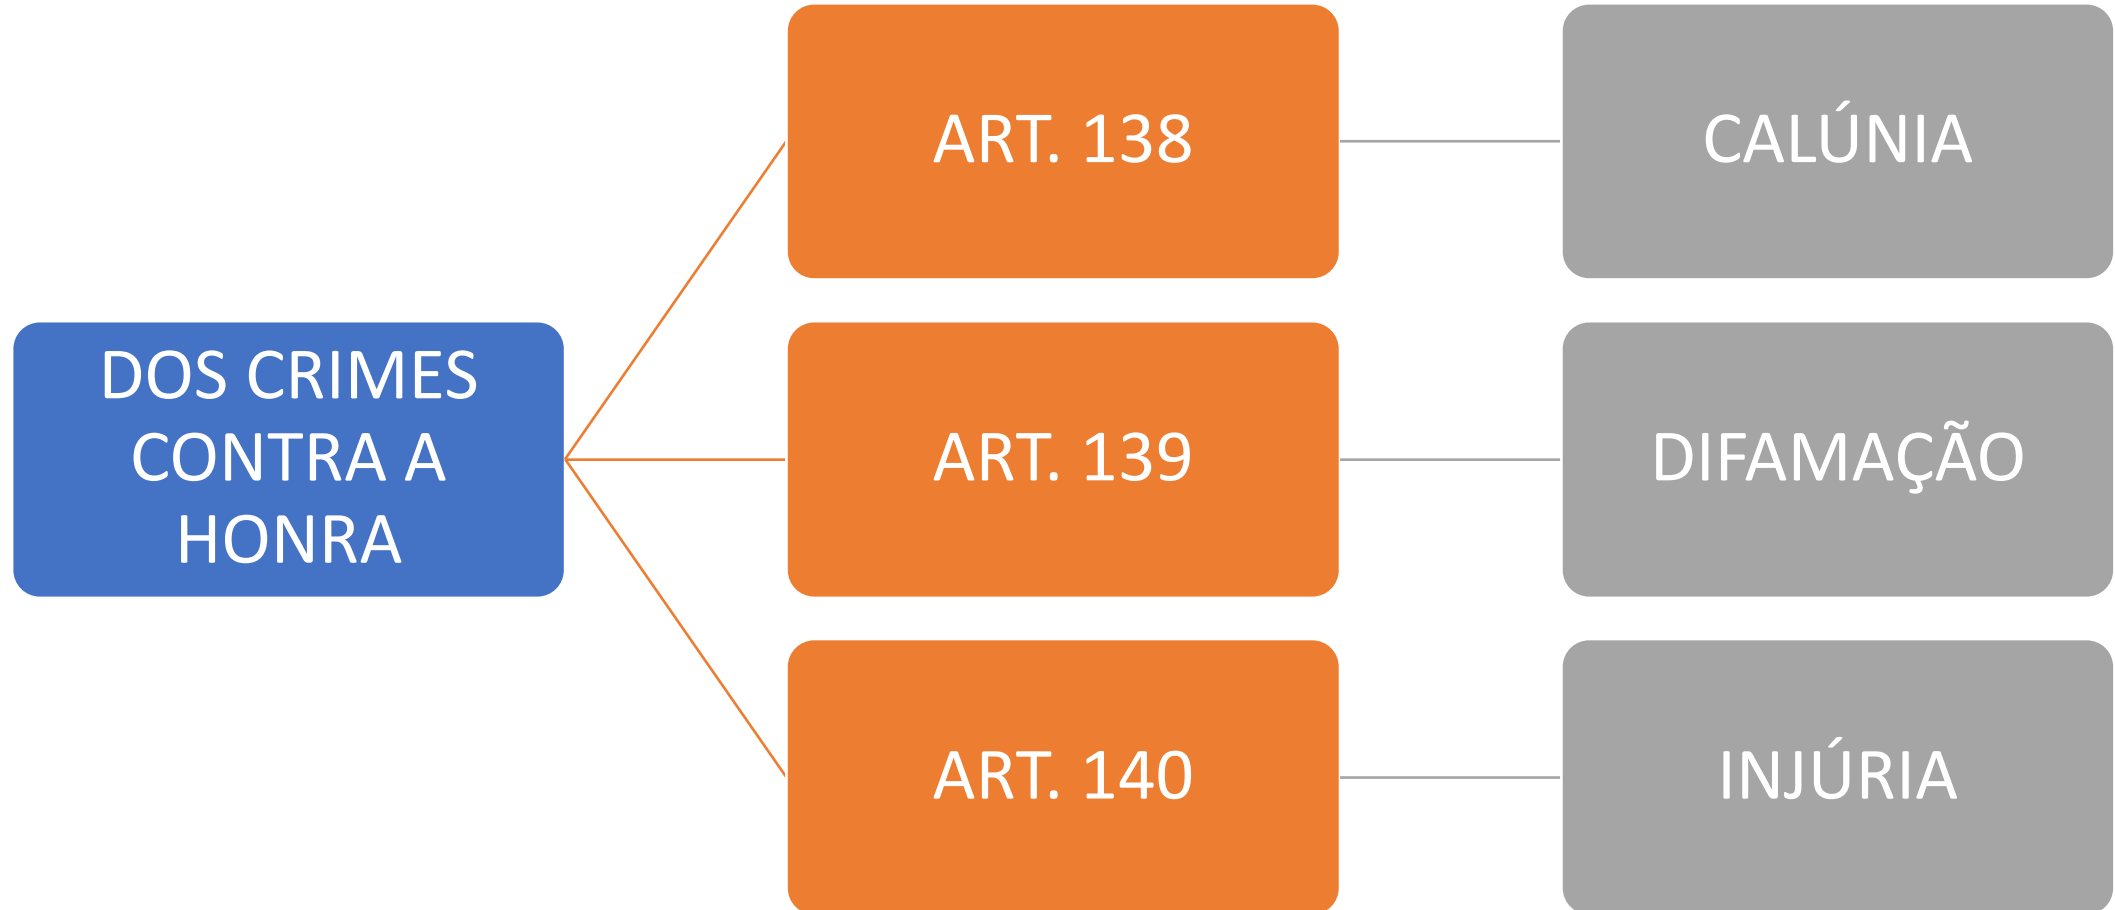 DOS CRIMES
CONTRA A
HONRA
ART. 138
CALÚNIA
ART. 139
DIFAMAÇÃO
ART. 140
INJÚRIA